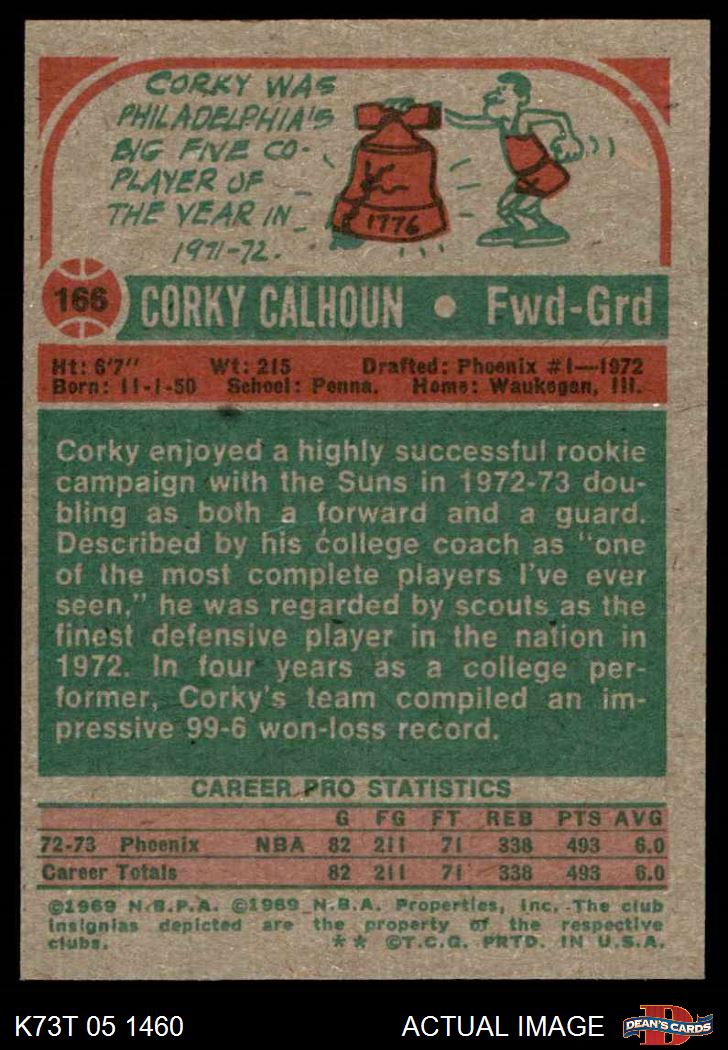 CORKY WAS
PHILADELPHIA'S
BIG FIVE CO-
PLAYER OF
THE YEAR IN
1971-72.
1776
166 CORKY CALHOUN • Fwd-Grd
Ht: 6'7" Wt: 215 Drafted: Phoenix #1—1972
Born: 11-1-50 School: Penna. Home: Waukegan, Ill.
Corky enjoyed a highly successful rookie
campaign with the Suns in 1972-73 dou-
bling as both a forward and a guard.
Described by his college coach as "one
of the most complete players I've ever
seen," he was regarded by scouts as the
finest defensive player in the nation in
1972. In four years as a college per-
former, Corky's team compiled an im-
pressive 99-6 won-loss record.
CAREER PRO STATISTICS
G FG FT REB PTS AVG
72-73 Phoenix NBA 82 211 71 338 493 6.0
Career Totals 82 211 71 338 493 6.0
©1969 N.B.P.A. ©1969 N.B.A. Properties, Inc. The club
insignias depicted are the property of the respective
clubs. ** ©T.C.G. PRTD. IN U.S.A.
K73T 05 1460 ACTUAL IMAGE D DEAN'S CARDS